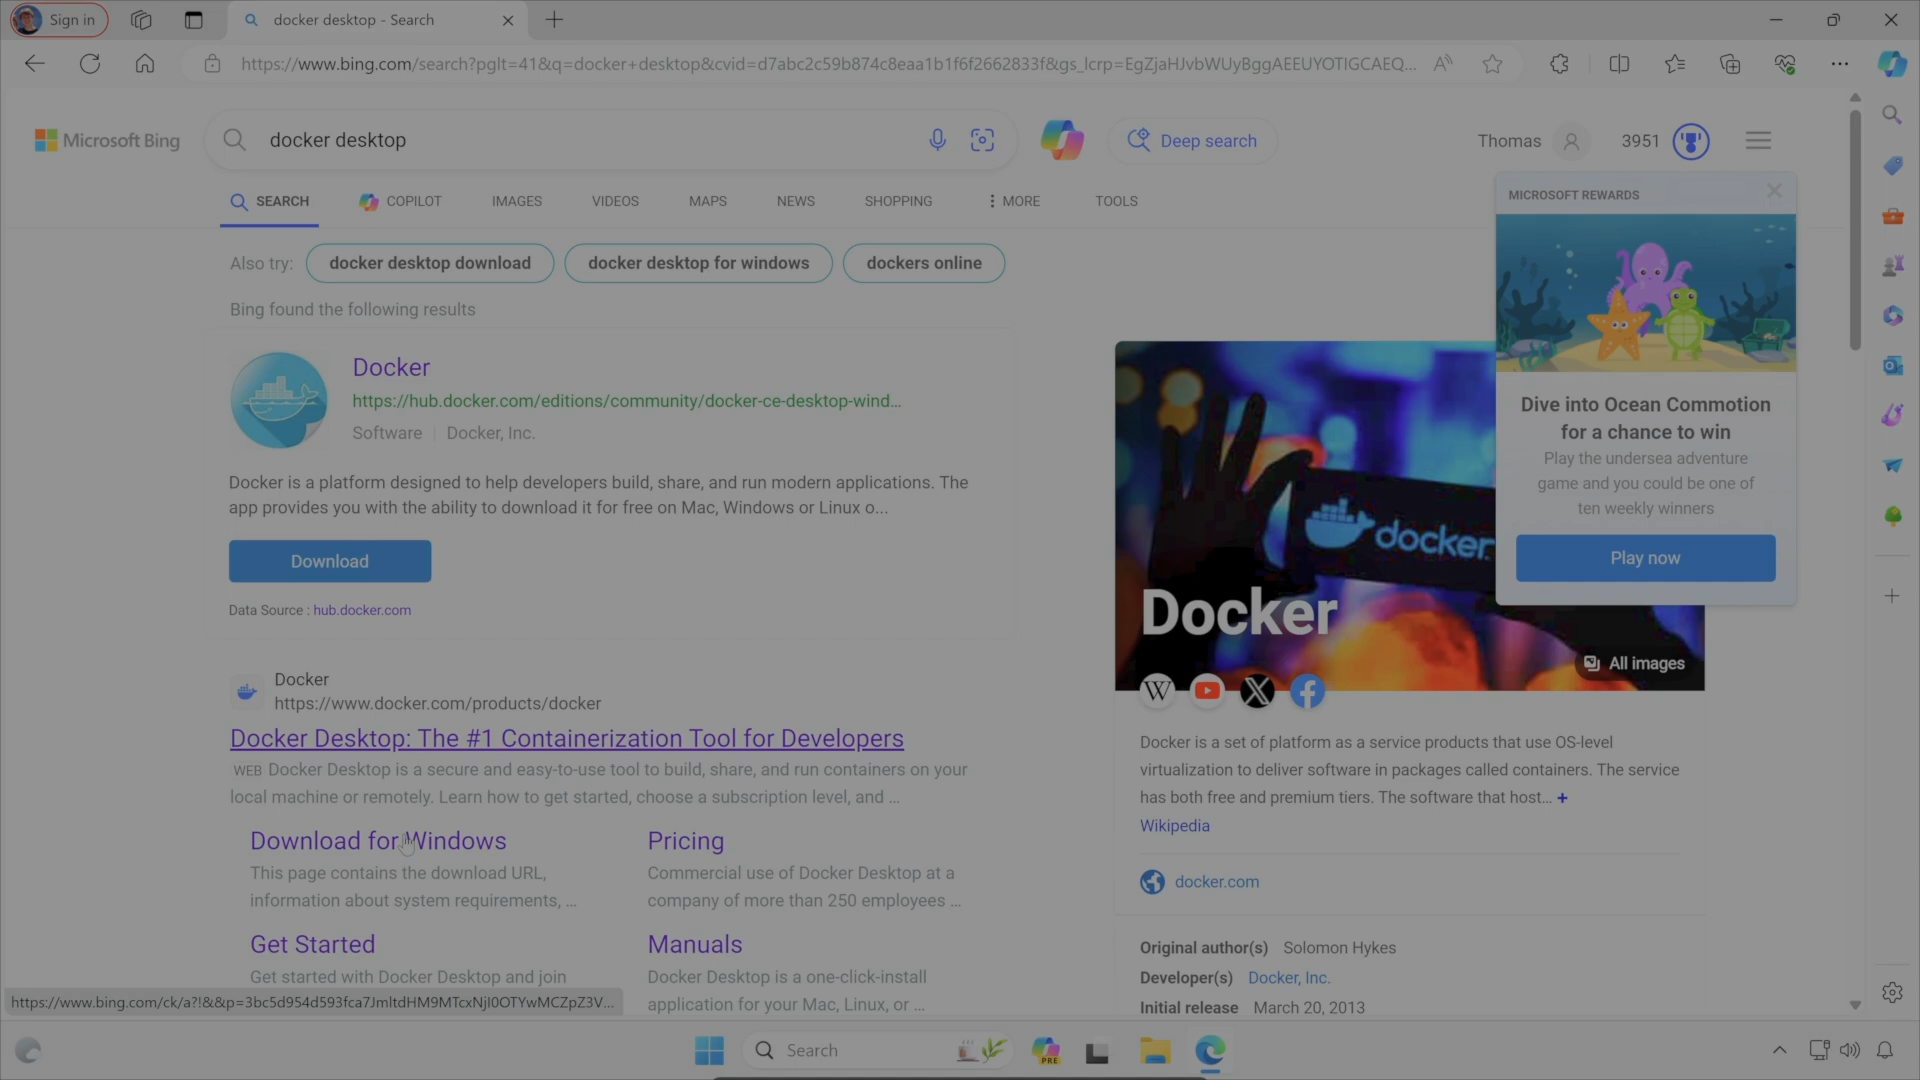 Sign in
docker desktop - Search
https://www.bing.com/search?pglt=41&q=docker+desktop&cvid=d7abc2c59b874c8eaa1b1f6f2662833f&gs_lcrp=EgZjaHJvbWUyBggAEEUYOTIGCAEQ...
Microsoft Bing
docker desktop
Deep search
Thomas
3951
SEARCH
COPILOT
IMAGES
VIDEOS
MAPS
NEWS
SHOPPING
MORE
TOOLS
MICROSOFT REWARDS
Also try:
docker desktop download
docker desktop for windows
dockers online
Bing found the following results
Docker
https://hub.docker.com/editions/community/docker-ce-desktop-wind...
Software
Docker, Inc.
Docker is a platform designed to help developers build, share, and run modern applications. The
app provides you with the ability to download it for free on Mac, Windows or Linux o...
Download
Data Source : hub.docker.com
Dive into Ocean Commotion
for a chance to win
Play the undersea adventure
game and you could be one of
ten weekly winners
Play now
docker
Docker
All images
Docker
https://www.docker.com/products/docker
Docker Desktop: The #1 Containerization Tool for Developers
WEB Docker Desktop is a secure and easy-to-use tool to build, share, and run containers on your
local machine or remotely. Learn how to get started, choose a subscription level, and ...
Download for Windows
This page contains the download URL,
information about system requirements, ...
Pricing
Commercial use of Docker Desktop at a
company of more than 250 employees ...
Get Started
Get started with Docker Desktop and join
Manuals
Docker Desktop is a one-click-install
application for your Mac, Linux, or ...
W
Docker is a set of platform as a service products that use OS-level
virtualization to deliver software in packages called containers. The service
has both free and premium tiers. The software that host... +
Wikipedia
docker.com
Original author(s) Solomon Hykes
Developer(s) Docker, Inc.
Initial release March 20, 2013
https://www.bing.com/ck/a?!&&p=3bc5d954d593fca7JmltdHM9MTcxNjI0OTYwMCZpZ3V...
Search
PRE